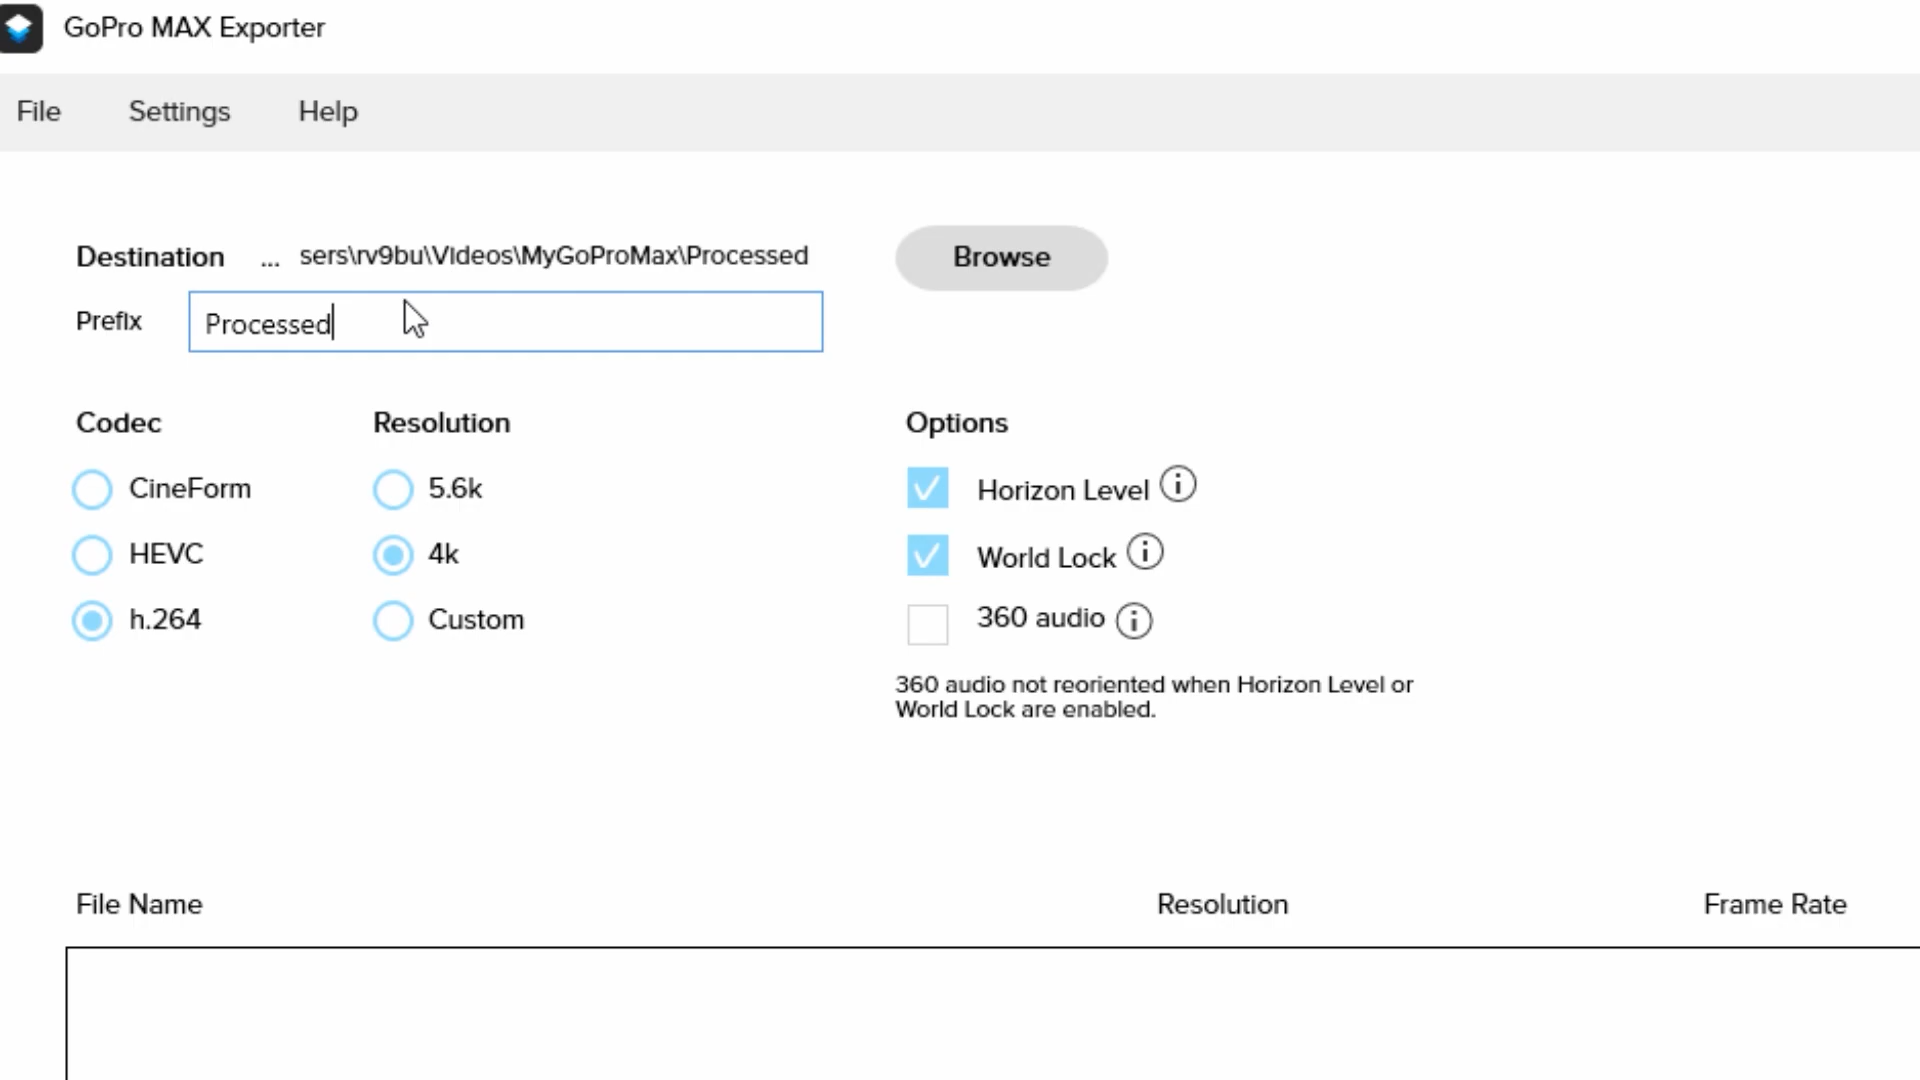 GoPro MAX Exporter
File Settings Help
Destination ... sers\rv9bu\Videos\MyGoProMax\Processed Browse
Prefix Processed
Codec Resolution Options
CineForm 5.6k Horizon Level
HEVC 4k World Lock
h.264 Custom 360 audio
360 audio not reoriented when Horizon Level or
World Lock are enabled.
File Name Resolution Frame Rate